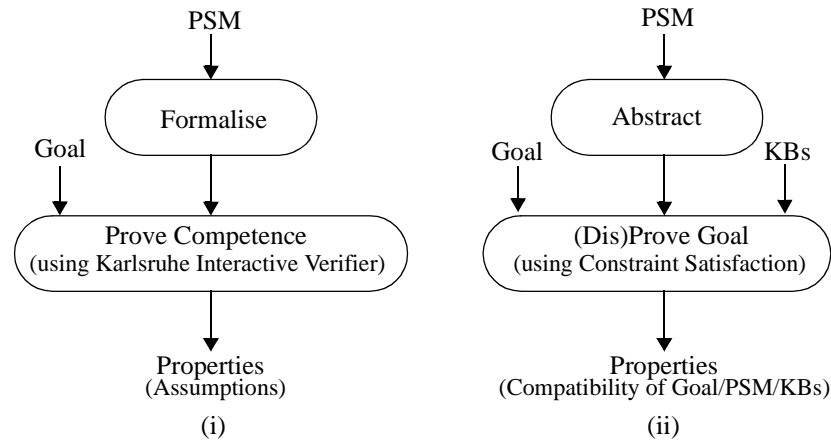 PSM
Formalise
Goal
Prove Competence
(using Karlsruhe Interactive Verifier)
Properties
(Assumptions)
(i)
PSM
Abstract
Goal
KBs
(Dis)Prove Goal
(using Constraint Satisfaction)
Properties
(Compatibility of Goal/PSM/KBs)
(ii)